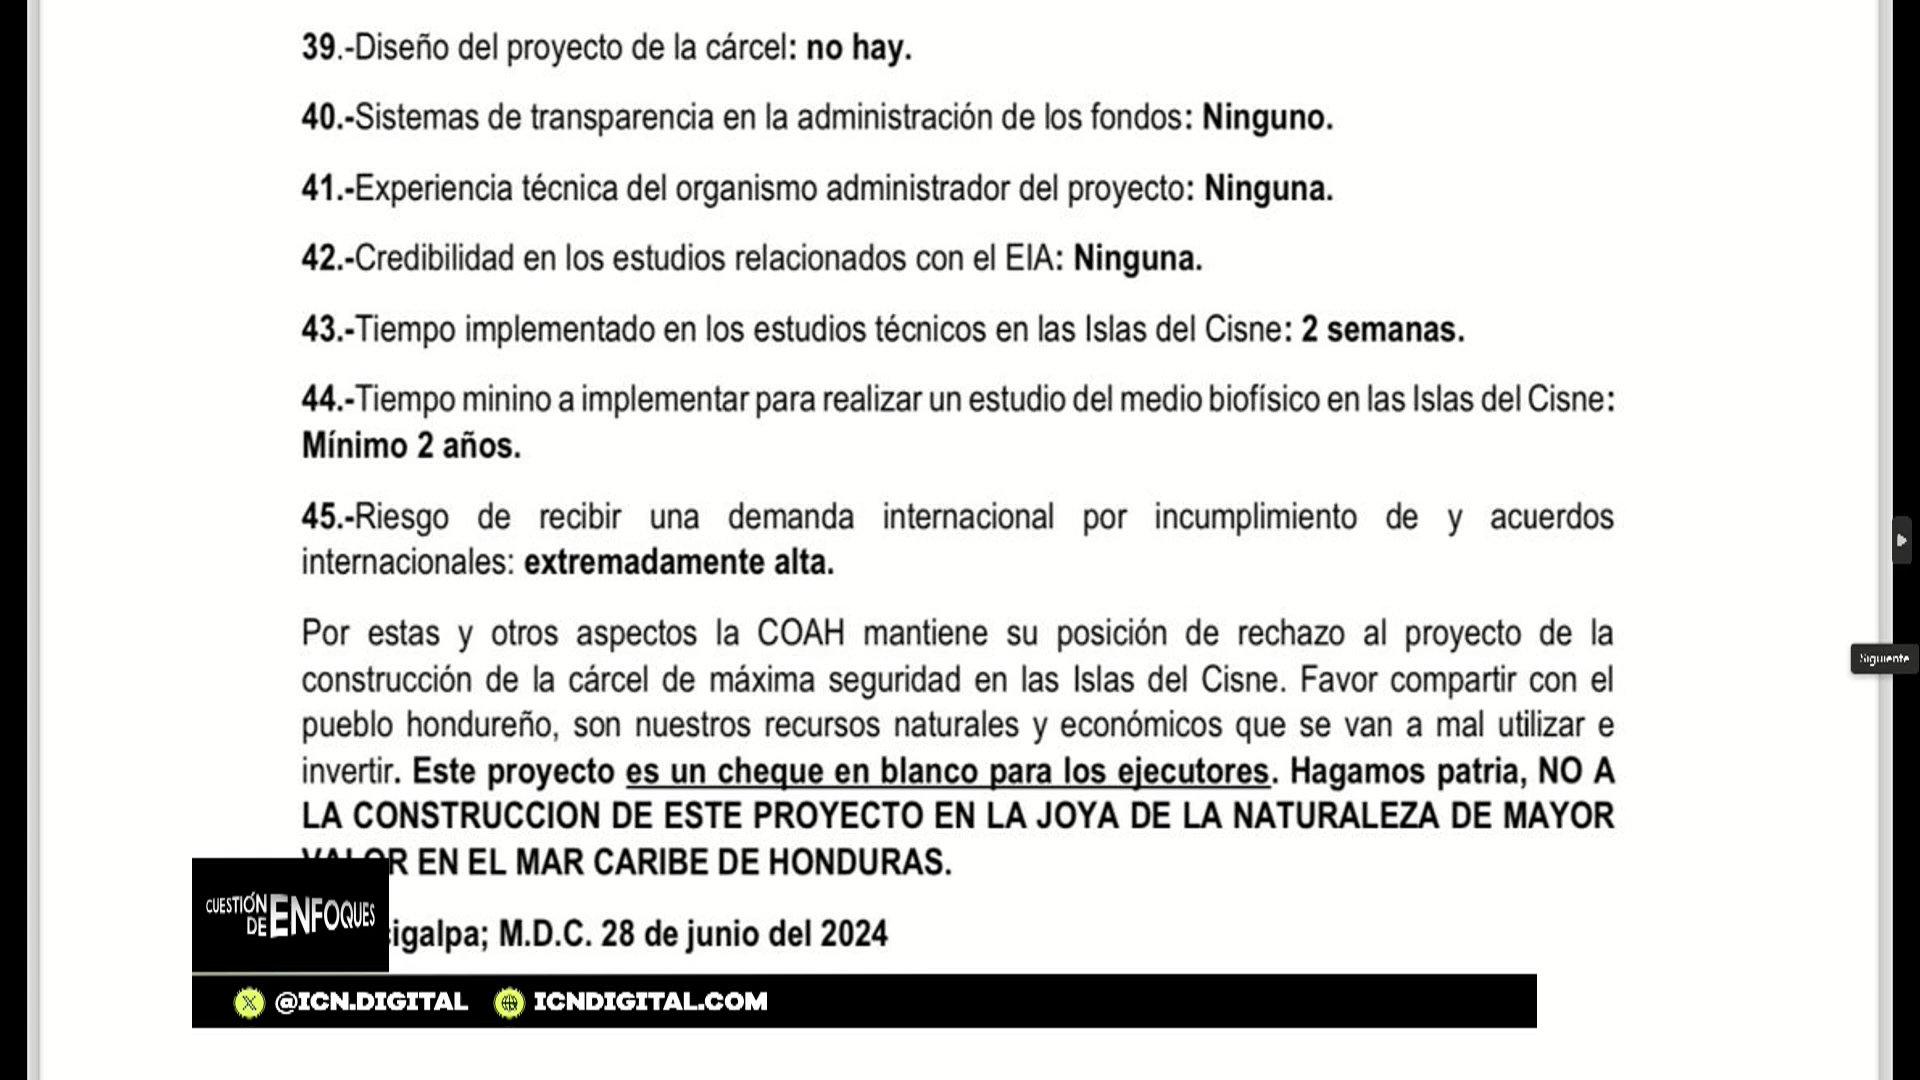 39.-Diseño del proyecto de la cárcel: no hay.
40.-Sistemas de transparencia en la administración de los fondos: Ninguno.
41.-Experiencia técnica del organismo administrador del proyecto: Ninguna.
42.-Credibilidad en los estudios relacionados con el EIA: Ninguna.
43.-Tiempo implementado en los estudios técnicos en las Islas del Cisne: 2 semanas.
44.-Tiempo minino a implementar para realizar un estudio del medio biofísico en las Islas del Cisne:
Mínimo 2 años.
45.-Riesgo de recibir una demanda internacional por incumplimiento de y acuerdos
internacionales: extremadamente alta.
Por estas y otros aspectos la COAH mantiene su posición de rechazo al proyecto de la
construcción de la cárcel de máxima seguridad en las Islas del Cisne. Favor compartir con el
pueblo hondureño, son nuestros recursos naturales y económicos que se van a mal utilizar e
invertir. Este proyecto es un cheque en blanco para los ejecutores. Hagamos patria, NO A
LA CONSTRUCCION DE ESTE PROYECTO EN LA JOYA DE LA NATURALEZA DE MAYOR
EN EL MAR CARIBE DE HONDURAS.
M.D.C. 28 de junio del 2024
CUESTIÓN
DE ENFOQUES
@ICN.DIGITAL ICNDIGITAL.COM
Siguiente